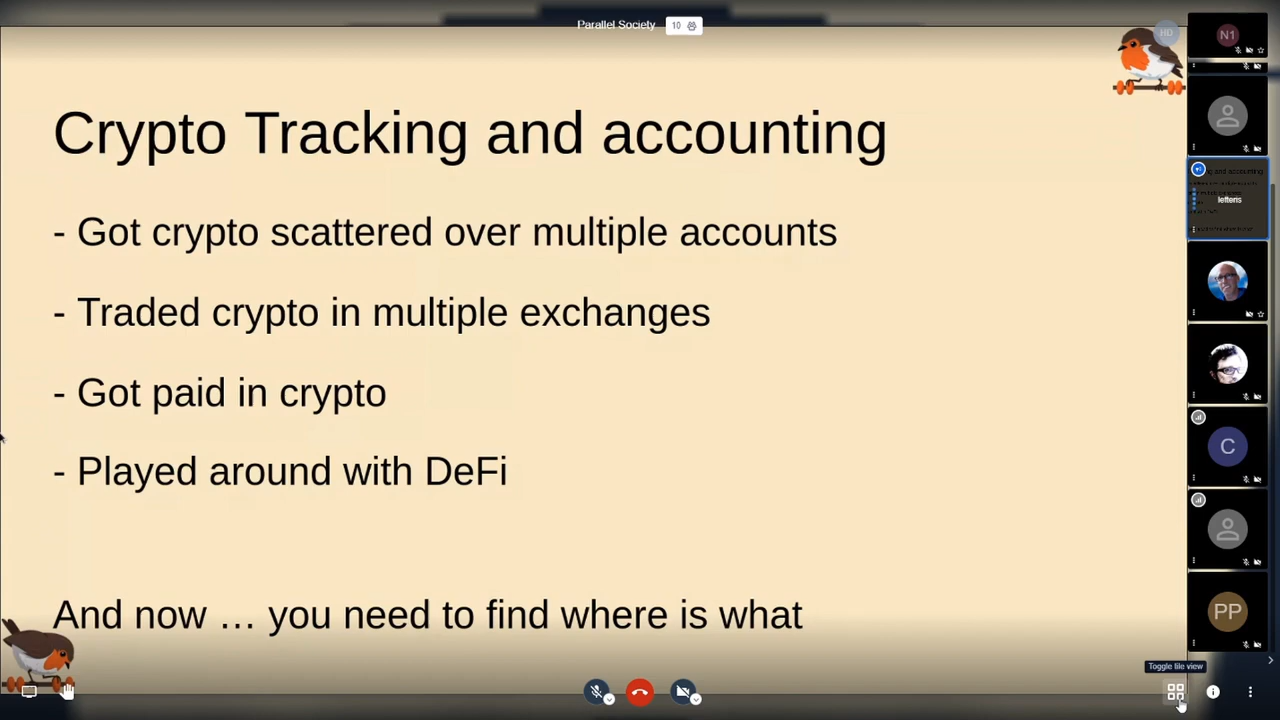 Parallel Society 10
HD
N1
Crypto Tracking and accounting
- Got crypto scattered over multiple accounts
- Traded crypto in multiple exchanges
- Got paid in crypto
- Played around with DeFi
And now … you need to find where is what
lefteris
C
PP
Toggle tile view